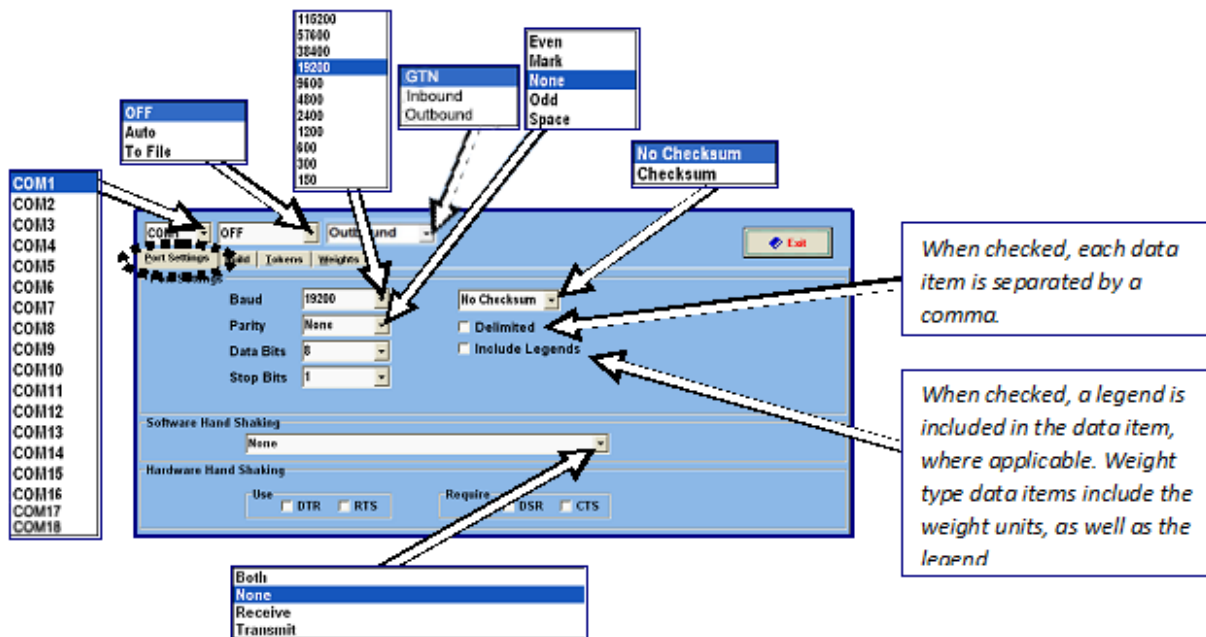 115200
57600
38400
19200
9600
4800
2400
1200
600
300
150
GTN
Inbound
Outbound
Even
Mark
None
Odd
Space
OFF
Auto
To File
No Checksum
Checksum
COM1
COM2
COM3
COM4
COM5
COM6
COM7
COM8
COM9
COM10
COM11
COM12
COM13
COM14
COM15
COM16
COM17
COM18
COM1 OFF Outbound Exit
Port Settings Build Tokens Weights
Port Settings
Baud 19200 No Checksum
Parity None Delimited
Data Bits 8 Include Legends
Stop Bits 1
Software Hand Shaking
None
Hardware Hand Shaking
Use DTR RTS Require DSR CTS
When checked, each data
item is separated by a
comma.
When checked, a legend is
included in the data item,
where applicable. Weight
type data items include the
weight units, as well as the
legend
Both
None
Receive
Transmit